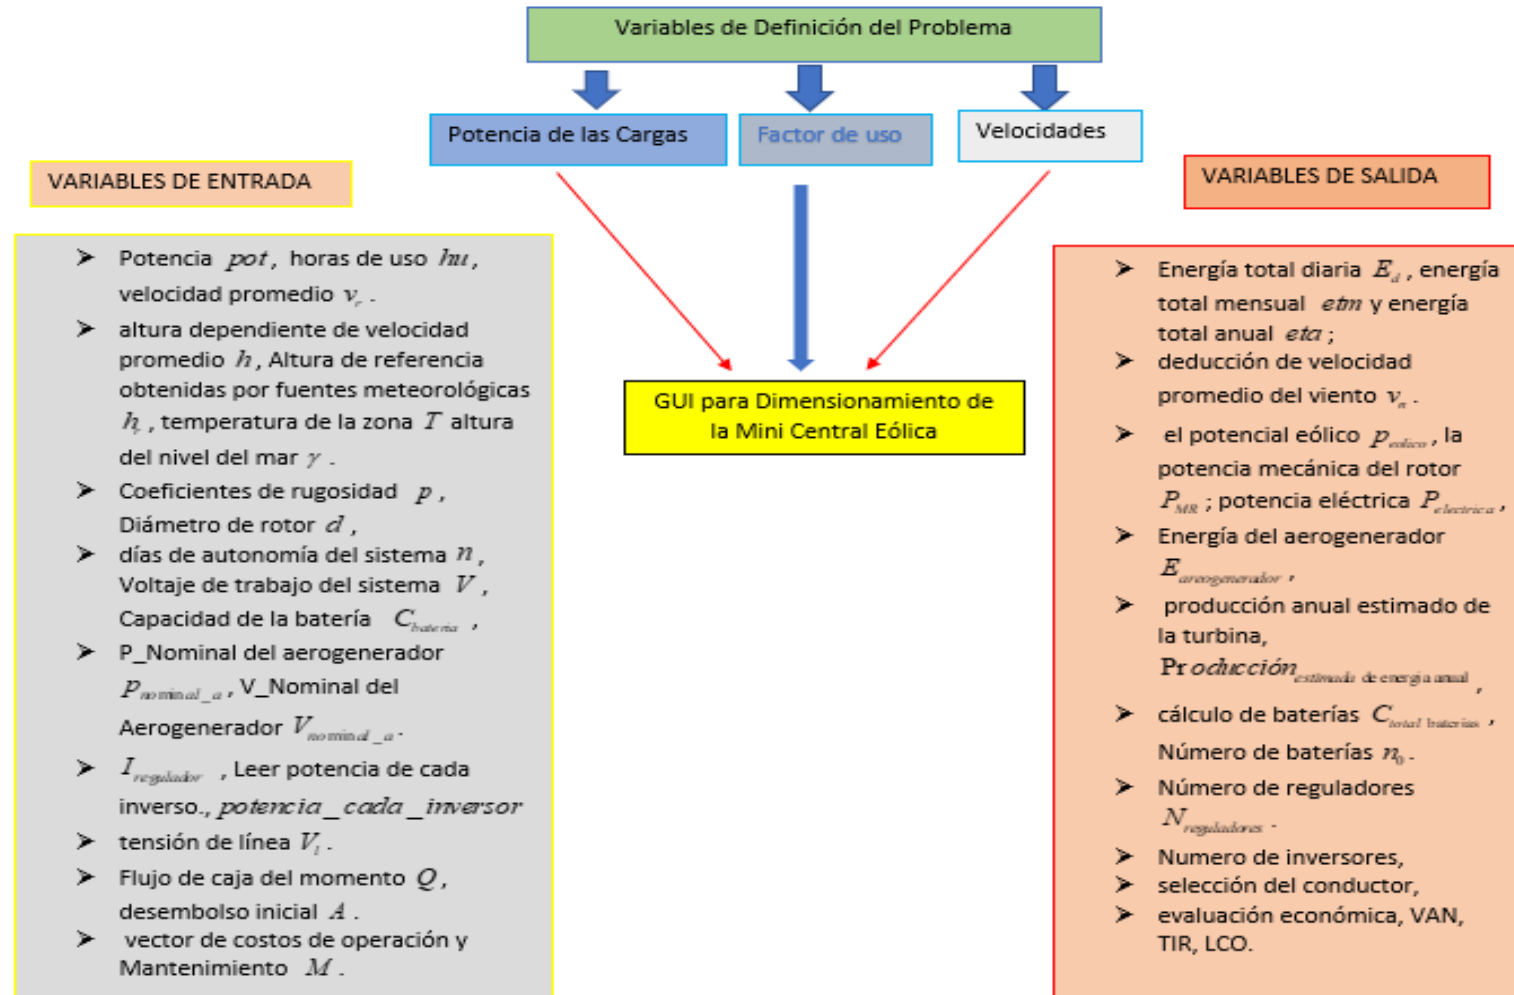 Variables de Definición del Problema
Potencia de las Cargas
Factor de uso
Velocidades
VARIABLES DE ENTRADA
VARIABLES DE SALIDA
➤ Potencia pot, horas de uso hu,
velocidad promedio v_r.
➤ altura dependiente de velocidad
promedio h, Altura de referencia
obtenidas por fuentes meteorológicas
h_r, temperatura de la zona T altura
del nivel del mar γ.
➤ Coeficientes de rugosidad p,
Diámetro de rotor d,
➤ días de autonomía del sistema n,
Voltaje de trabajo del sistema V,
Capacidad de la batería C_bateria,
➤ P_Nominal del aerogenerador
p_nominal_a, V_Nominal del
Aerogenerador V_nominal_a.
➤ I_regulador , Leer potencia de cada
inverso., potencia_cada_inversor
➤ tensión de línea V_l.
➤ Flujo de caja del momento Q,
desembolso inicial A.
➤ vector de costos de operación y
Mantenimiento M.
GUI para Dimensionamiento de
la Mini Central Eólica
➤ Energía total diaria E_d, energía
total mensual etm y energía
total anual eta;
➤ deducción de velocidad
promedio del viento v_n.
➤ el potencial eólico p_eolico, la
potencia mecánica del rotor
P_MR; potencia eléctrica P_electrica,
➤ Energía del aerogenerador
E_areogenerador,
➤ producción anual estimado de
la turbina,
Producción_estimada de energia anual,
➤ cálculo de baterías C_total baterias,
Número de baterías n_0.
➤ Número de reguladores
N_reguladores.
➤ Numero de inversores,
➤ selección del conductor,
➤ evaluación económica, VAN,
TIR, LCO.